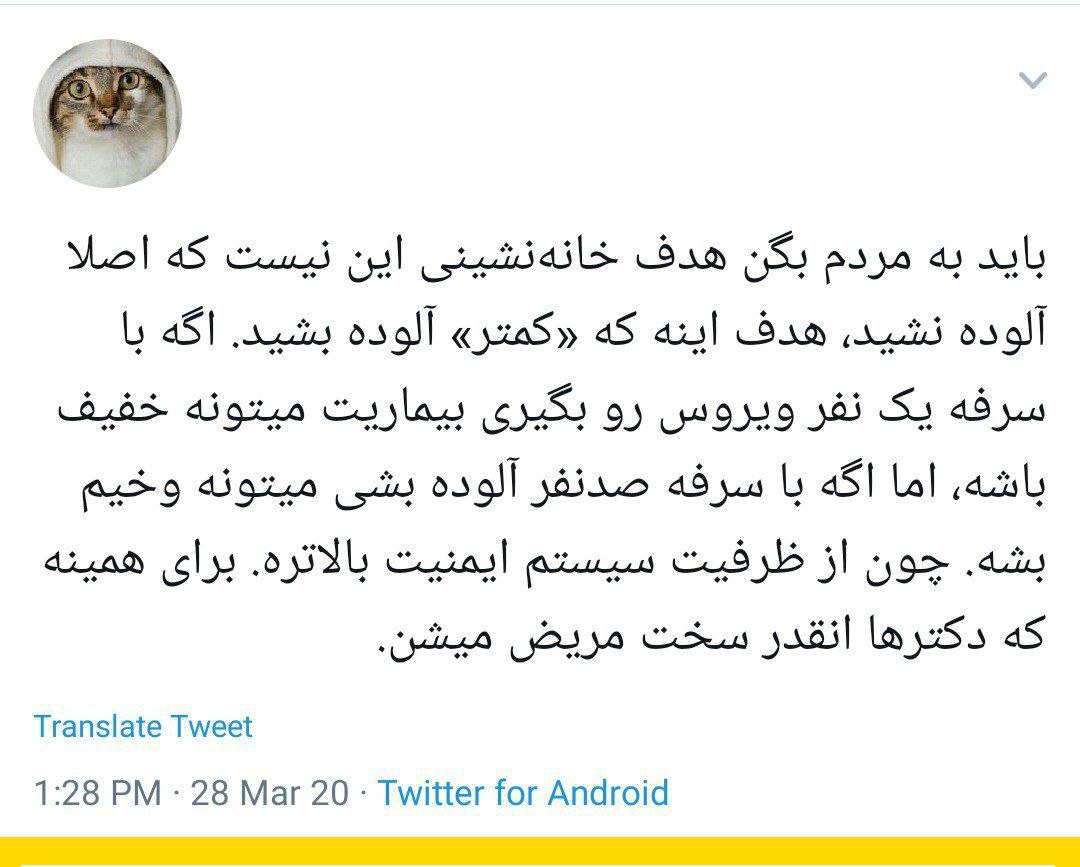 باید به مردم بگن هدف خانه‌نشینی این نیست که اصلا
آلوده نشید، هدف اینه که «کمتر» آلوده بشید. اگه با
سرفه یک نفر ویروس رو بگیری بیماریت میتونه خفیف
باشه، اما اگه با سرفه صدنفر آلوده بشی میتونه وخیم
بشه. چون از ظرفیت سیستم ایمنیت بالاتره. برای همینه
که دکترها انقدر سخت مریض میشن.
Translate Tweet
1:28 PM · 28 Mar 20 · Twitter for Android